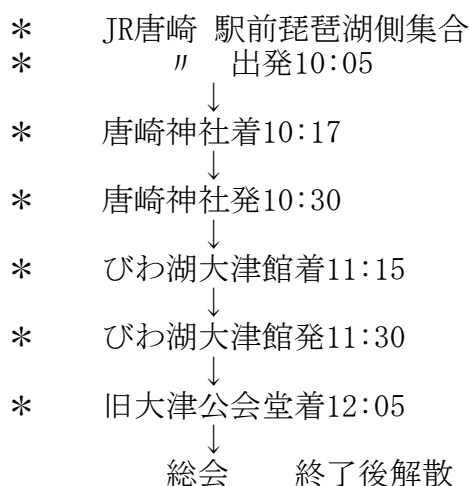 ＊　JR唐崎 駅前琵琶湖側集合
＊　　〃　出発10:05
↓
＊　唐崎神社着10:17
↓
＊　唐崎神社発10:30
↓
＊　びわ湖大津館着11:15
↓
＊　びわ湖大津館発11:30
↓
＊　旧大津公会堂着12:05
↓
総会　　終了後解散